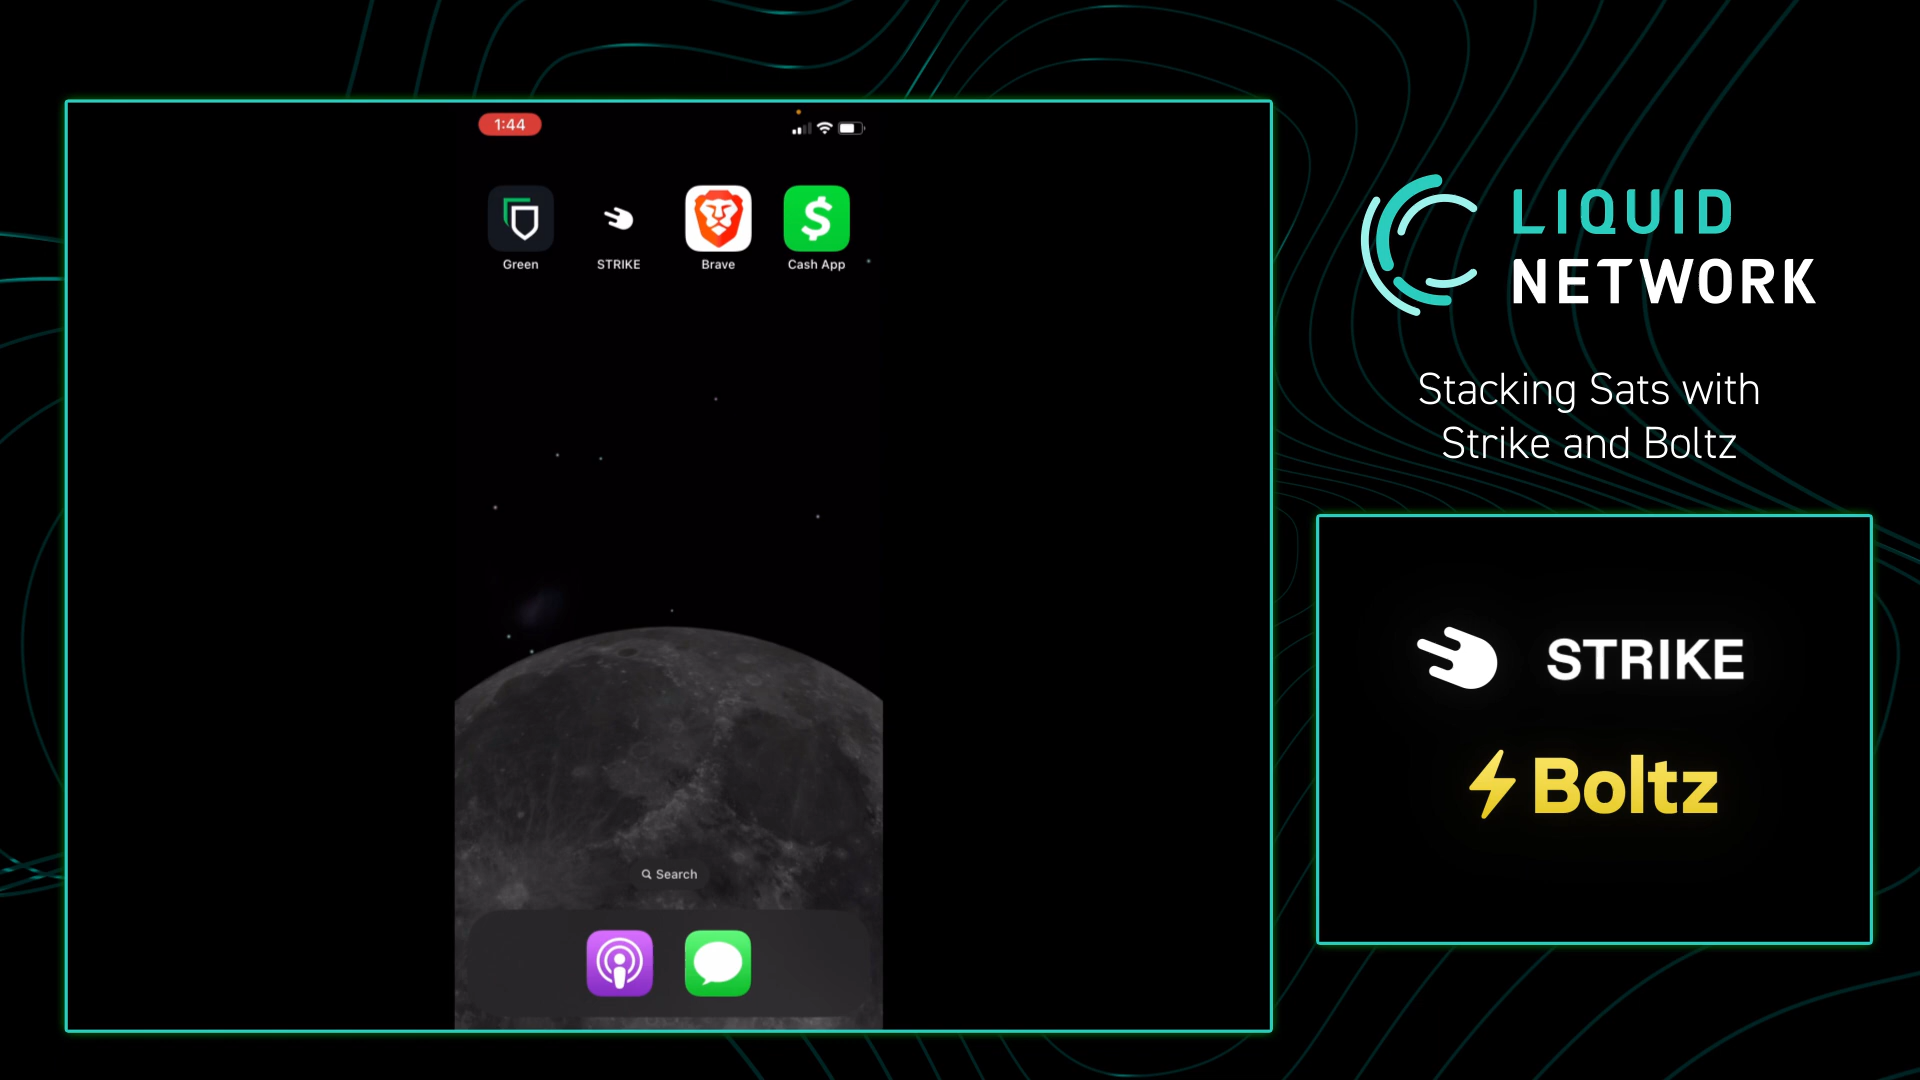 1:44
Green
STRIKE
Brave
Cash App
Search
LIQUID
NETWORK
Stacking Sats with
Strike and Boltz
STRIKE
Boltz